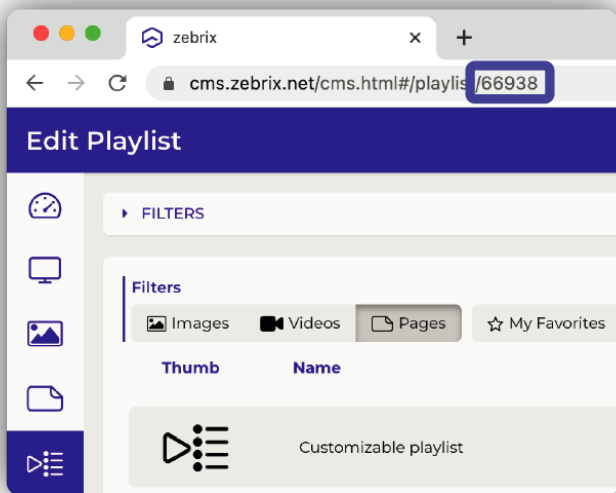 zebrix
cms.zebrix.net/cms.html#/playlis/66938
Edit Playlist
FILTERS
Filters
Images Videos Pages My Favorites
Thumb Name
Customizable playlist